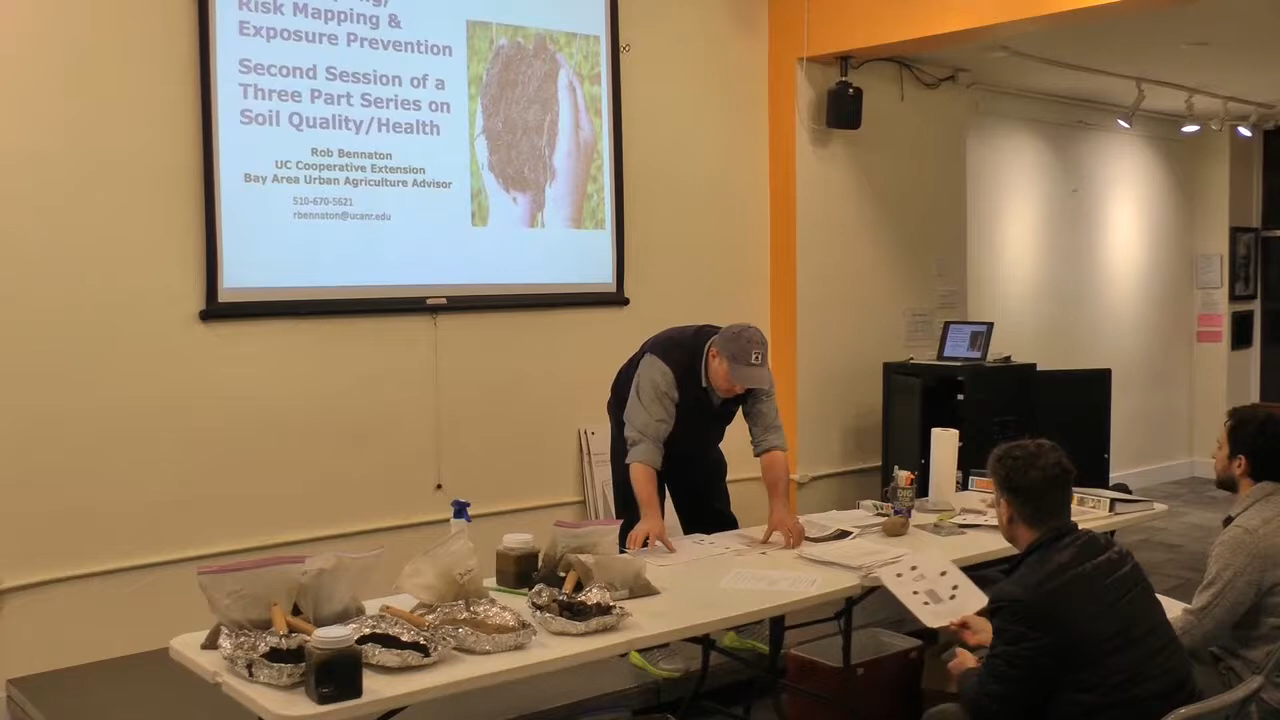 Risk Mapping &
Exposure Prevention
Second Session of a
Three Part Series on
Soil Quality/Health
Rob Bennaton
UC Cooperative Extension
Bay Area Urban Agriculture Advisor
510-670-5621
rbennaton@ucanr.edu
DIG